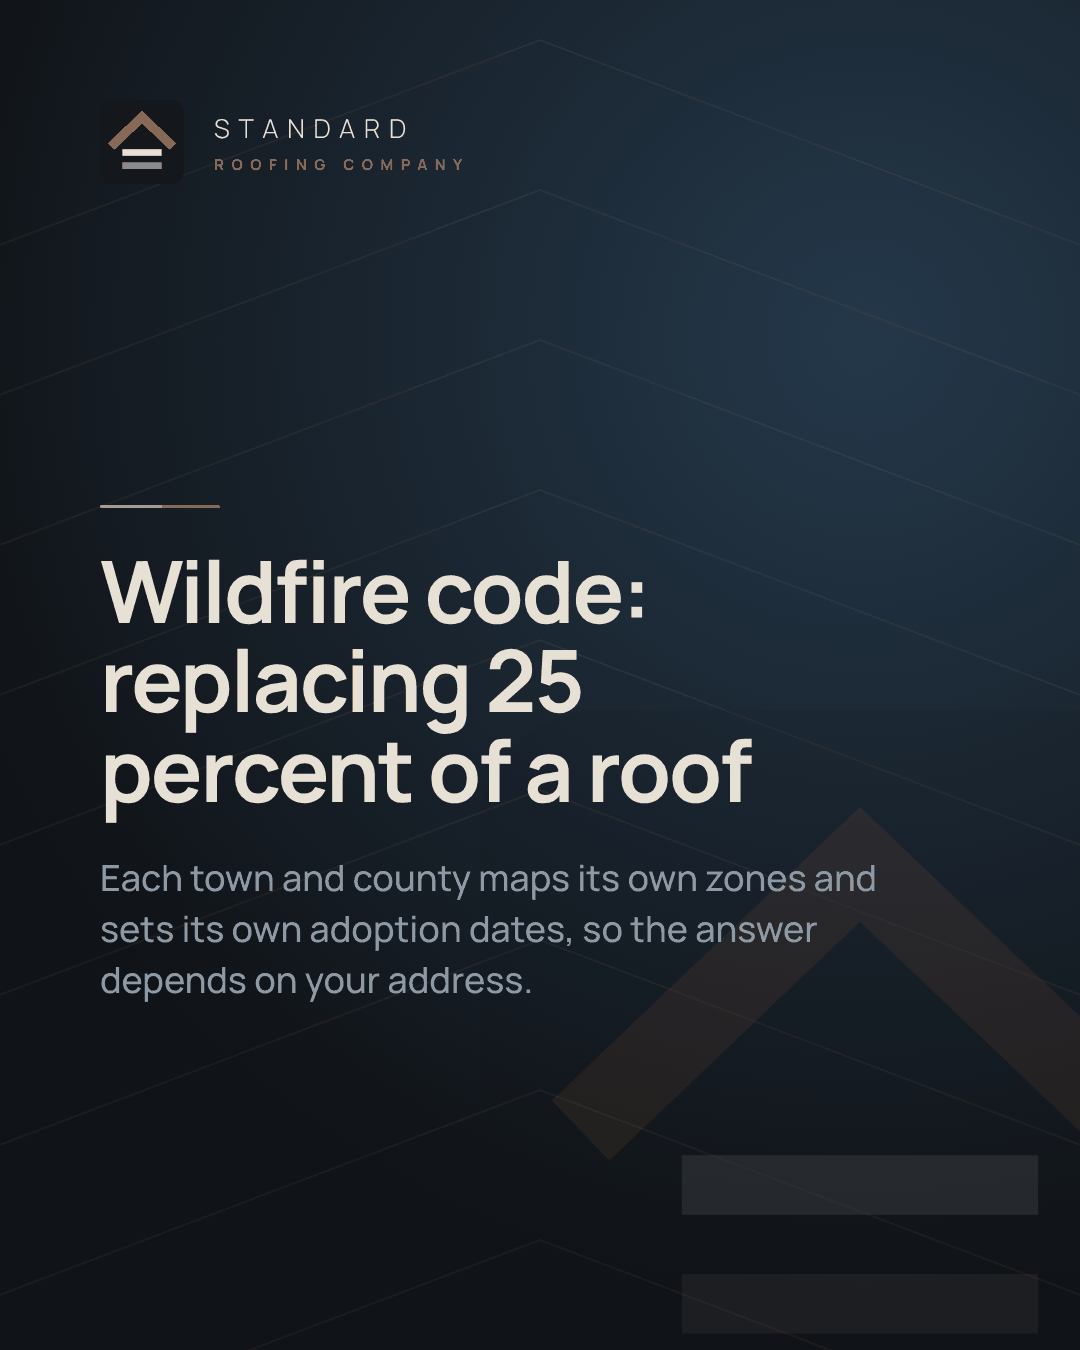 STANDARD
ROOFING COMPANY
Wildfire code:
replacing 25
percent of a roof
Each town and county maps its own zones and
sets its own adoption dates, so the answer
depends on your address.